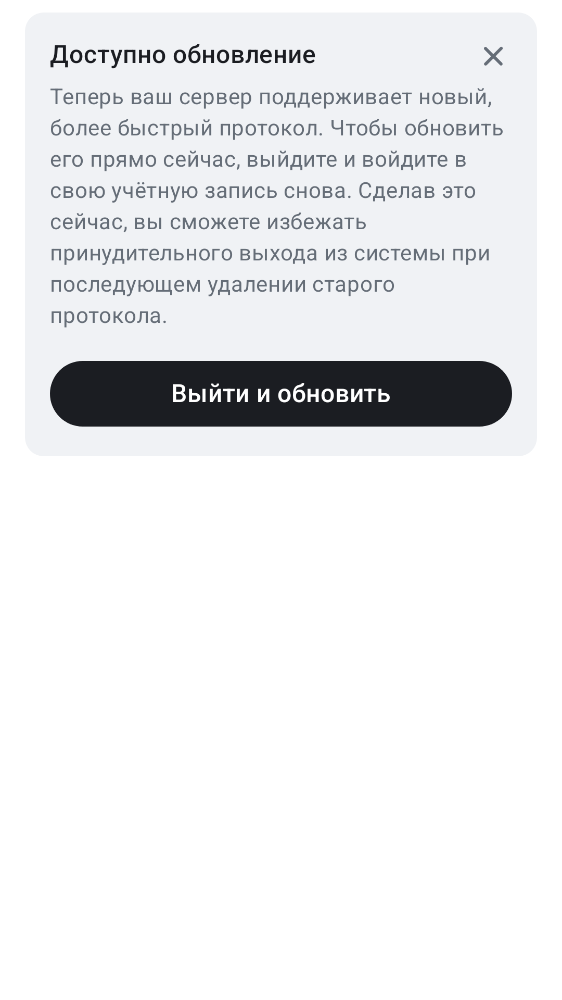 Доступно обновление
Теперь ваш сервер поддерживает новый,
более быстрый протокол. Чтобы обновить
его прямо сейчас, выйдите и войдите в
свою учётную запись снова. Сделав это
сейчас, вы сможете избежать
принудительного выхода из системы при
последующем удалении старого
протокола.
Выйти и обновить